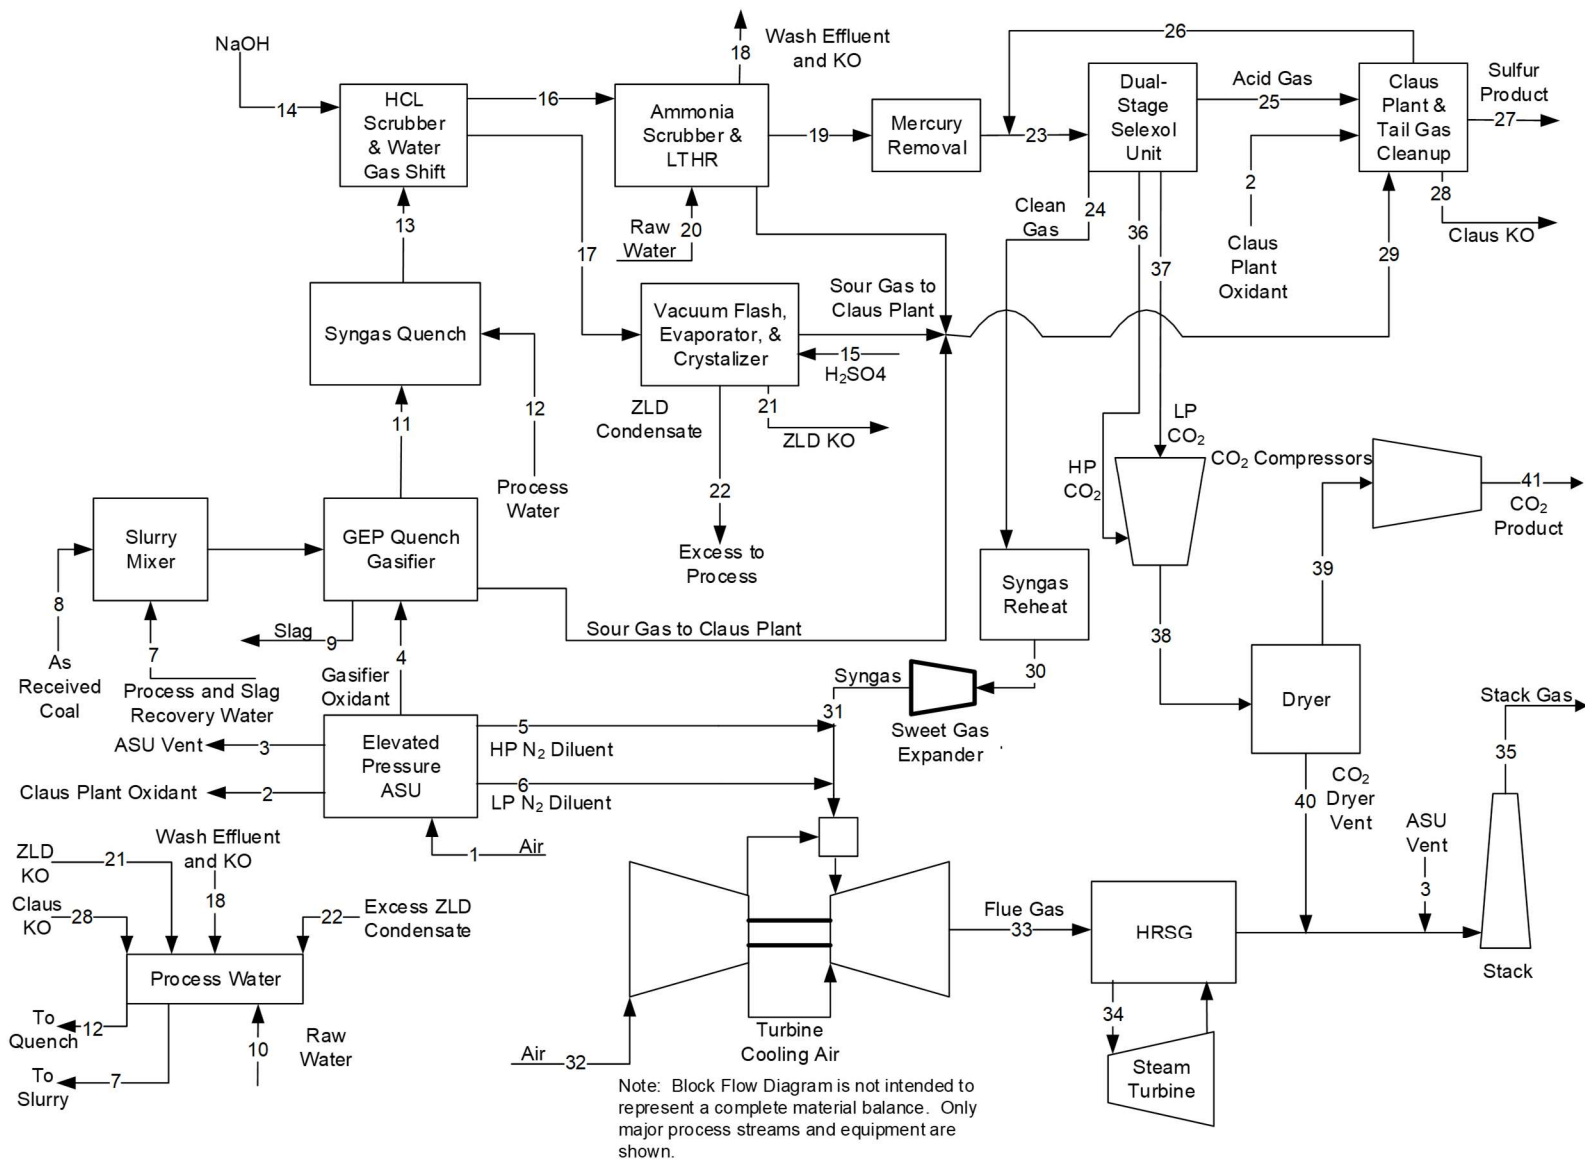 26
NaOH
18
Wash Effluent
and KO
14
HCL
Scrubber
& Water
Gas Shift
16
Ammonia
Scrubber &
LTHR
19
Mercury
Removal
23
Dual-
Stage
Selexol
Unit
Acid Gas
25
Claus
Plant &
Tail Gas
Cleanup
Sulfur
Product
27
13
17
Raw
Water
20
Clean
Gas
24
36
37
2
Claus
Plant
Oxidant
28
Claus KO
29
Syngas Quench
12
Process
Water
11
Vacuum Flash,
Evaporator, &
Crystalizer
Sour Gas to
Claus Plant
15
H2SO4
ZLD
Condensate
21
ZLD KO
22
Excess to
Process
LP
CO2
HP
CO2
CO2 Compressors
41
CO2
Product
Slurry
Mixer
GEP Quench
Gasifier
8
As
Received
Coal
7
Process and Slag
Recovery Water
Slag
9
4
Gasifier
Oxidant
Sour Gas to Claus Plant
Syngas
Reheat
30
38
39
Syngas
31
Sweet Gas
Expander
Dryer
Stack Gas
35
ASU Vent
3
Elevated
Pressure
ASU
5
HP N2 Diluent
Claus Plant Oxidant
2
6
LP N2 Diluent
1
Air
40
CO2
Dryer
Vent
ASU
Vent
3
ZLD
KO
21
Wash Effluent
and KO
18
Claus
KO
28
22
Excess ZLD
Condensate
Process Water
To
Quench
12
10
Raw
Water
To
Slurry
7
Air
32
Turbine
Cooling Air
Flue Gas
33
HRSG
34
Steam
Turbine
Stack
Note: Block Flow Diagram is not intended to
represent a complete material balance. Only
major process streams and equipment are
shown.